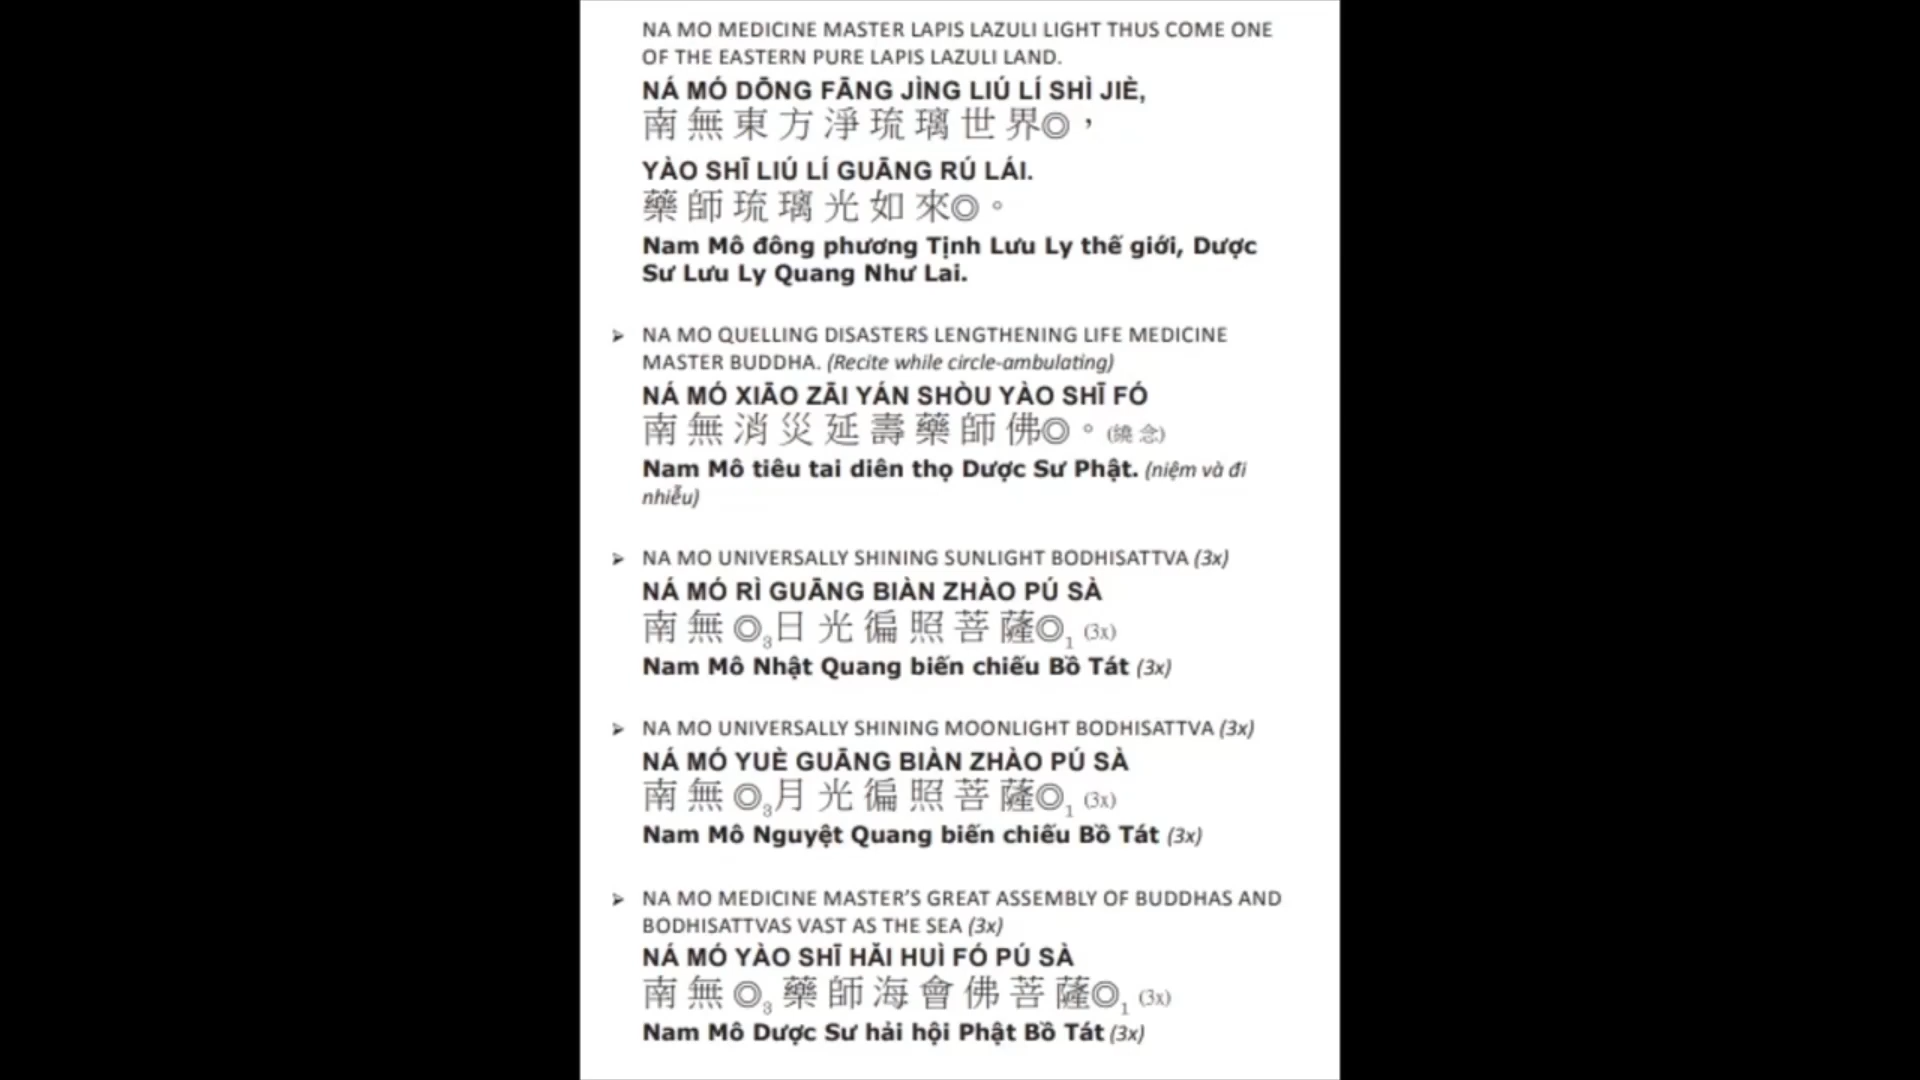 NA MO MEDICINE MASTER LAPIS LAZULI LIGHT THUS COME ONE
OF THE EASTERN PURE LAPIS LAZULI LAND.
NÁ MÓ DŌNG FĀNG JÌNG LIÚ LÍ SHÌ JIÈ,
南無東方淨琉璃世界◎，
YÀO SHĪ LIÚ LÍ GUĀNG RÚ LÁI.
藥師琉璃光如來◎。
Nam Mô đông phương Tịnh Lưu Ly thế giới, Dược
Sư Lưu Ly Quang Như Lai.
➢ NA MO QUELLING DISASTERS LENGTHENING LIFE MEDICINE
MASTER BUDDHA. (Recite while circle-ambulating)
NÁ MÓ XIĀO ZĀI YÁN SHÒU YÀO SHĪ FÓ
南無消災延壽藥師佛◎。(繞念)
Nam Mô tiêu tai diên thọ Dược Sư Phật. (niệm và đi
nhiễu)
➢ NA MO UNIVERSALLY SHINING SUNLIGHT BODHISATTVA (3x)
NÁ MÓ RÌ GUĀNG BIÀN ZHÀO PÚ SÀ
南無◎3日光徧照菩薩◎1 (3x)
Nam Mô Nhật Quang biến chiếu Bồ Tát (3x)
➢ NA MO UNIVERSALLY SHINING MOONLIGHT BODHISATTVA (3x)
NÁ MÓ YUÈ GUĀNG BIÀN ZHÀO PÚ SÀ
南無◎3月光徧照菩薩◎1 (3x)
Nam Mô Nguyệt Quang biến chiếu Bồ Tát (3x)
➢ NA MO MEDICINE MASTER’S GREAT ASSEMBLY OF BUDDHAS AND
BODHISATTVAS VAST AS THE SEA (3x)
NÁ MÓ YÀO SHĪ HǍI HUÌ FÓ PÚ SÀ
南無◎3藥師海會佛菩薩◎1 (3x)
Nam Mô Dược Sư hải hội Phật Bồ Tát (3x)